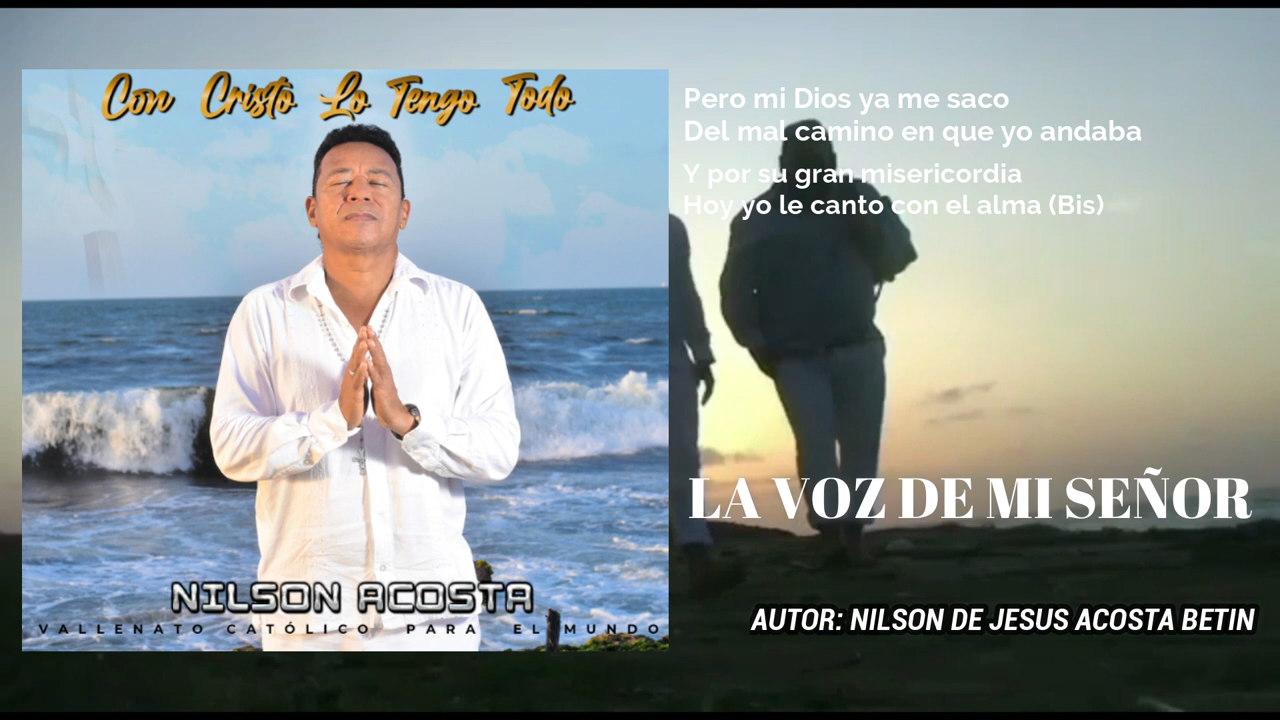 Con Cristo Lo Tengo Todo
NILSON ACOSTA
VALLENATO CATÓLICO PARA EL MUNDO
Pero mi Dios ya me saco
Del mal camino en que yo andaba
Y por su gran misericordia
Hoy yo le canto con el alma (Bis)
LA VOZ DE MI SEÑOR
AUTOR: NILSON DE JESUS ACOSTA BETIN